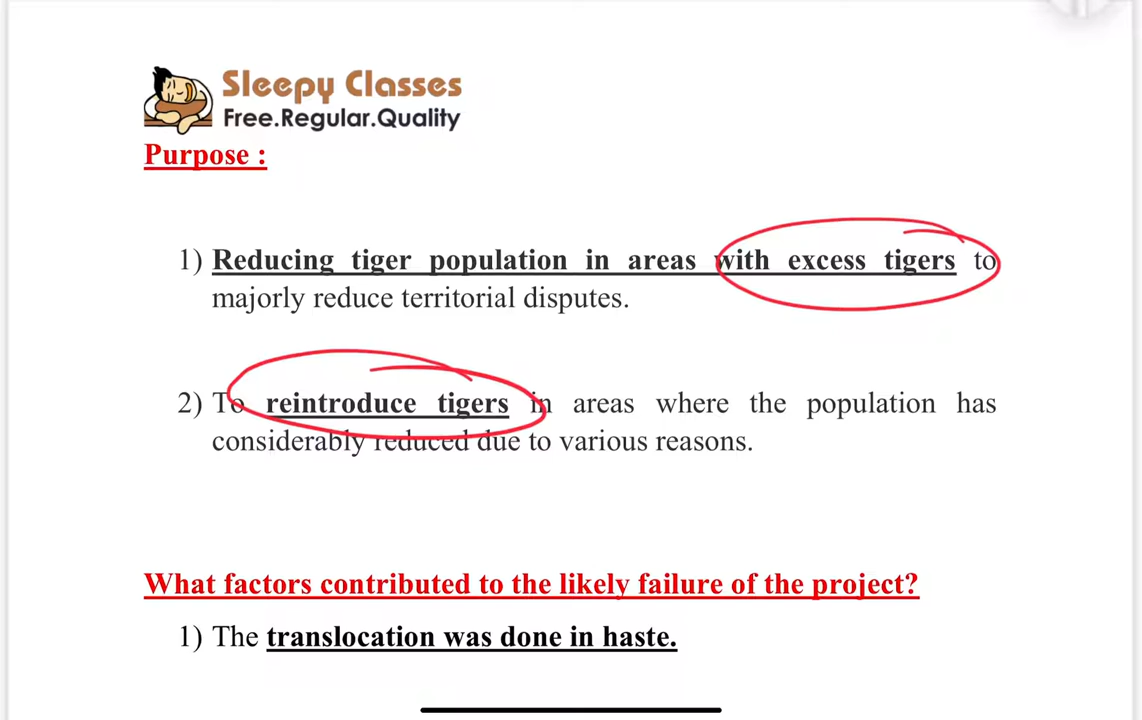 Sleepy Classes
Free.Regular.Quality
Purpose :
1) Reducing tiger population in areas with excess tigers to
majorly reduce territorial disputes.
2) To reintroduce tigers in areas where the population has
considerably reduced due to various reasons.
What factors contributed to the likely failure of the project?
1) The translocation was done in haste.